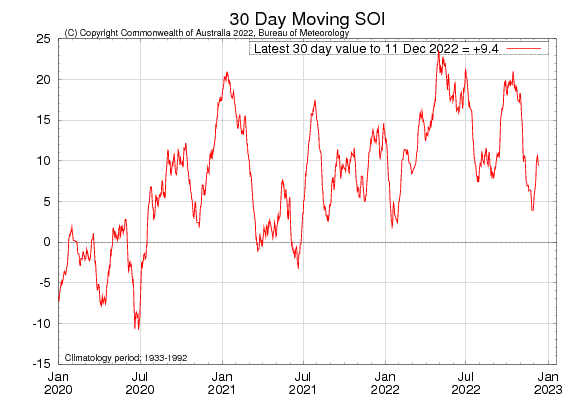 30 Day Moving SOI
(C) Copyright Commonwealth of Australia 2022, Bureau of Meteorology
Latest 30 day value to 11 Dec 2022 = +9.4
25
20
15
10
5
0
-5
-10
-15
Climatology period; 1933-1992
Jan Jul Jan Jul Jan Jul Jan
2020 2020 2021 2021 2022 2022 2023